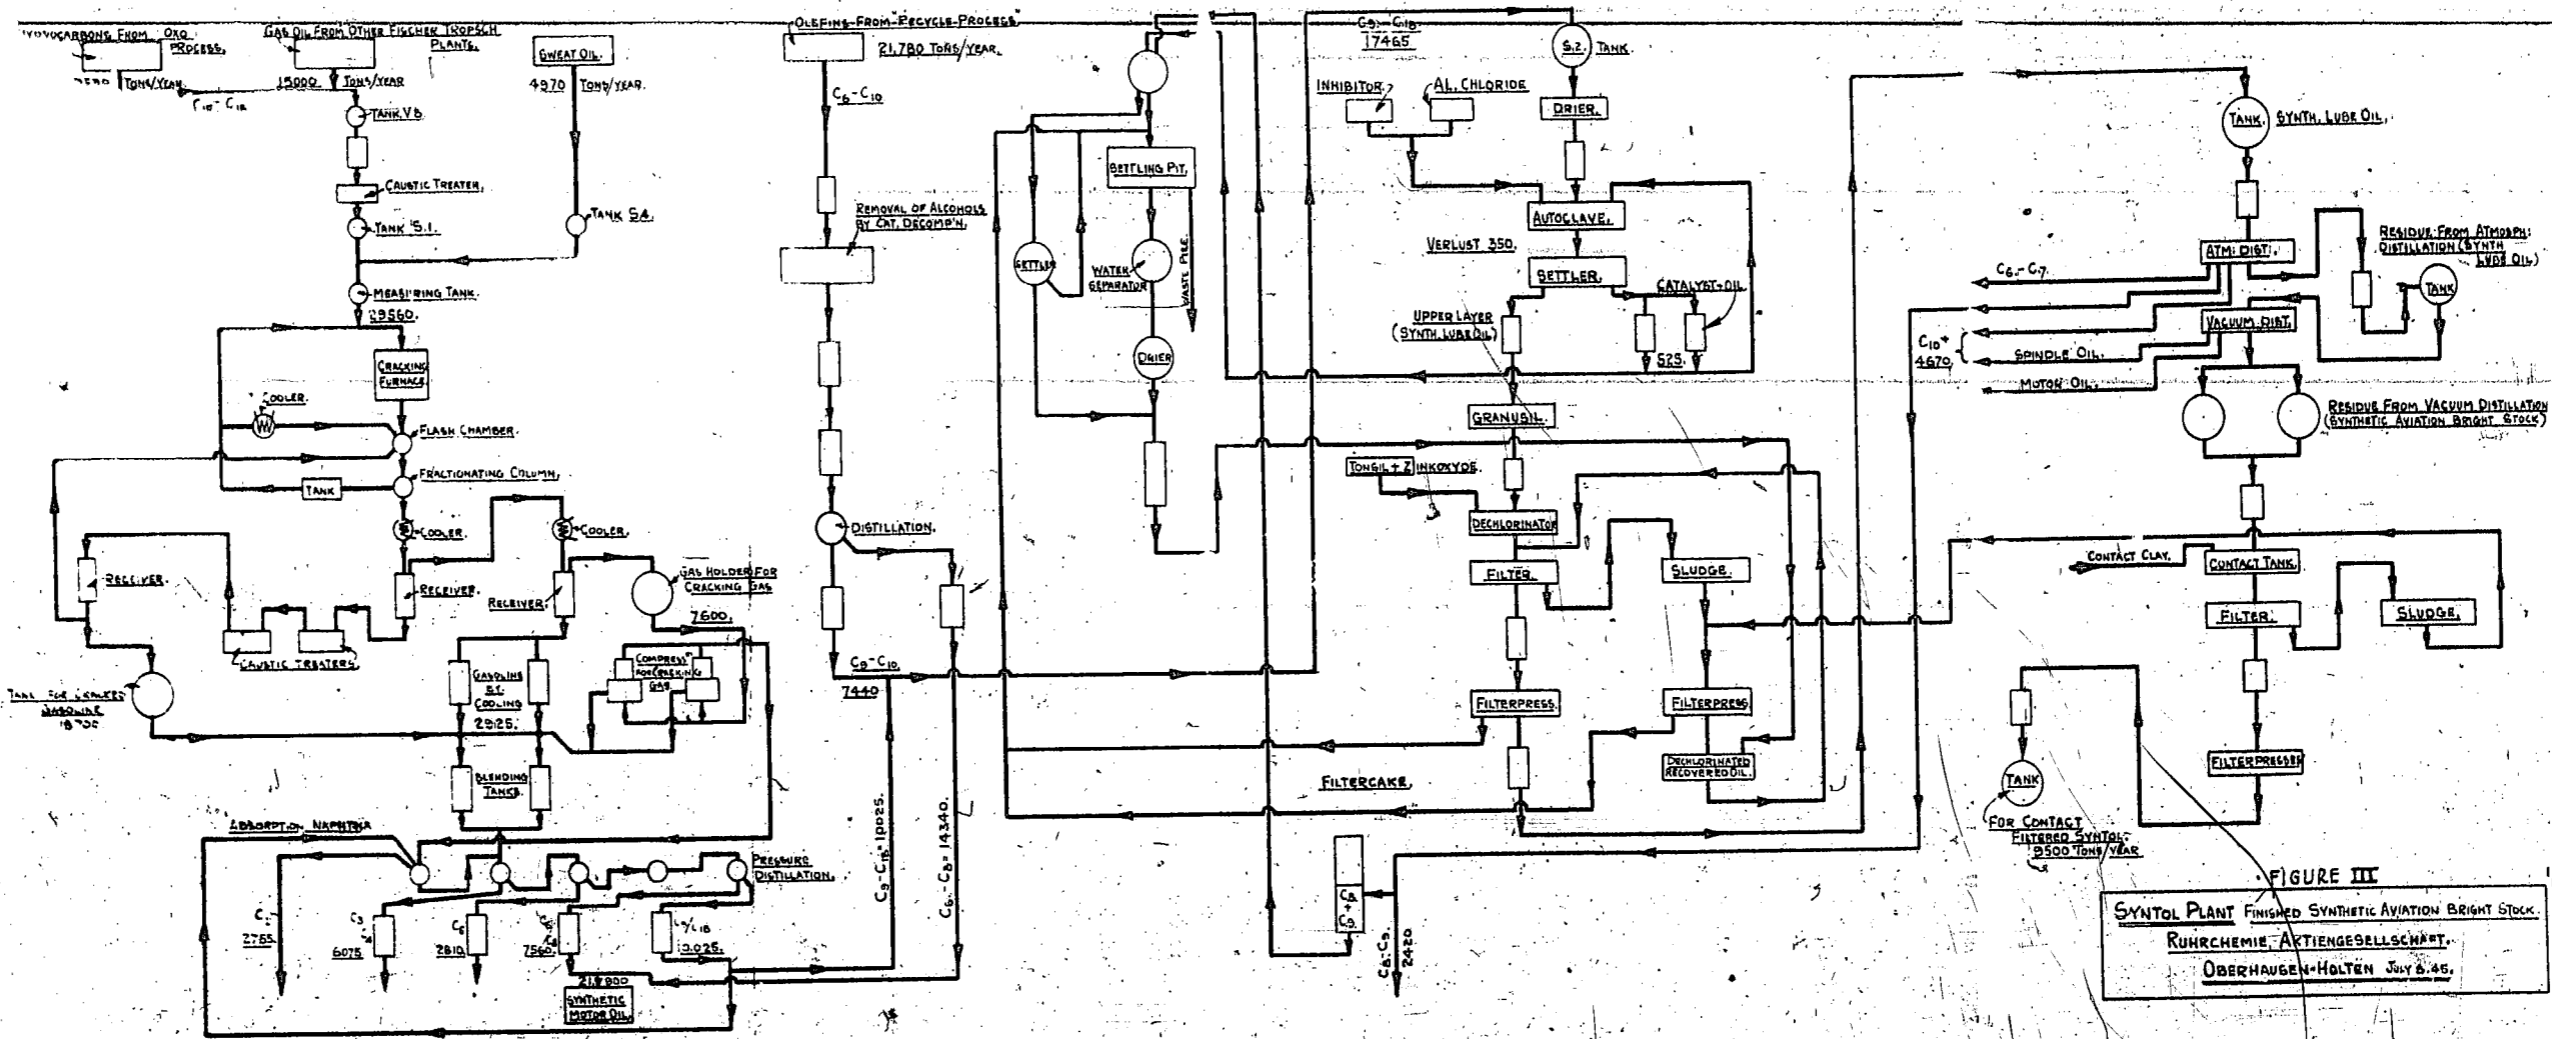 FROM OXO
PROCESS.
TONS/YEAR
C10-C18
GAS OIL FROM OTHER FISCHER TROPSCH
PLANTS.
15000 TONS/YEAR
SWEAT OIL.
4970 TONS/YEAR.
TANK V8
CAUSTIC TREATER.
TANK S.1.
TANK S4.
MEASURING TANK.
29560.
CRACKING
FURNACE.
COOLER.
FLASH CHAMBER.
FRACTIONATING COLUMN.
TANK
COOLER.
COOLER.
RECEIVER.
RECEIVER.
RECEIVER.
GAS HOLDER FOR
CRACKING GAS
7600.
CAUSTIC TREATERS
TANK FOR CRACKED
GASOLINE
GASOLINE
BY
COOLING
2925.
COMPRESS
FOR CRACKING
GAS.
BLENDING
TANKS.
ABSORPTION NAPHTHA
PRESSURE
DISTILLATION.
2755
6075
2810
7560.
SYNTHETIC
MOTOR OIL
OLEFINS FROM "RECYCLE PROCESS"
21.780 TONS/YEAR.
C6-C10
REMOVAL OF ALCOHOLS
BY CAT. DECOMP'N.
DISTILLATION.
C9-C10
7440
C9-C18=10025.
C6-C8=14340.
SETTLING PIT.
SETTLER
WATER
SEPARATOR
WASTE PILE.
DRIER
C9-C18
17465
S.2. TANK.
INHIBITOR.
AL. CHLORIDE
DRIER.
AUTOCLAVE.
VERLUST 350.
SETTLER.
CATALYST+OIL
UPPER LAYER
(SYNTH. LUBE OIL)
525.
GRANUSIL.
TONSIL+ZINKOXYDE.
DECHLORINATOR
FILTER.
SLUDGE.
FILTERPRESS.
FILTERPRESS
DECHLORINATED
RECOVERED OIL.
FILTERCAKE.
C8
+
C9.
C8-C9.
2420
TANK. SYNTH. LUBE OIL.
ATM. DIST.
RESIDUE FROM ATMOSPH:
DISTILLATION (SYNTH
LUBE OIL)
TANK
C6-C7.
VACUUM DIST.
C10+
4670
SPINDLE OIL.
MOTOR OIL.
RESIDUE FROM VACUUM DISTILLATION
(SYNTHETIC AVIATION BRIGHT STOCK)
CONTACT CLAY.
CONTACT TANK.
FILTER.
SLUDGE.
FILTERPRESSES
TANK
FOR CONTACT
FILTERED SYNTOL.
9500 TONS/YEAR
FIGURE III
SYNTOL PLANT FINISHED SYNTHETIC AVIATION BRIGHT STOCK.
RUHRCHEMIE, AKTIENGESELLSCHAFT.
OBERHAUSEN-HOLTEN JULY 8.45.